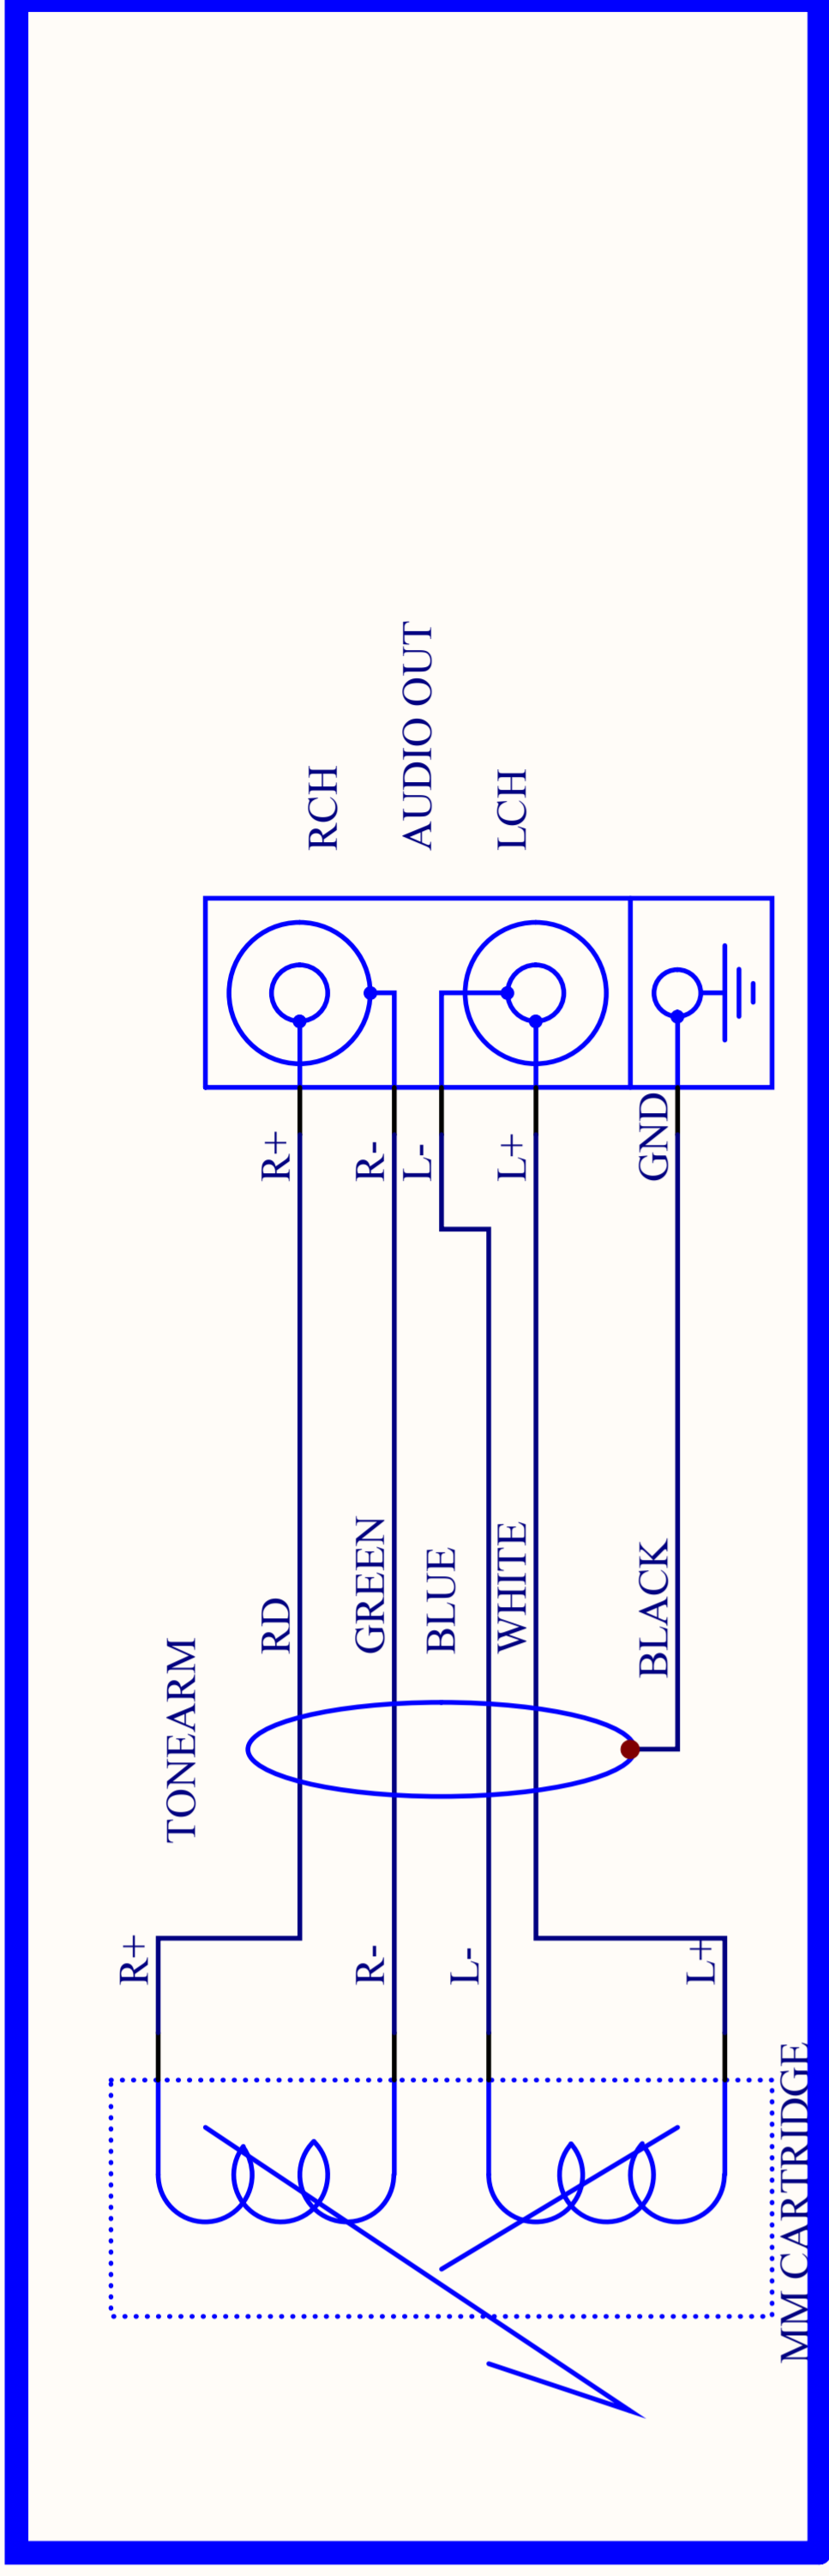 RCH
AUDIO OUT
LCH
R+
R-
L-
L+
GND
RD
GREEN
BLUE
WHITE
BLACK
TONEARM
R+
R-
L-
L+
MM CARTRIDGE